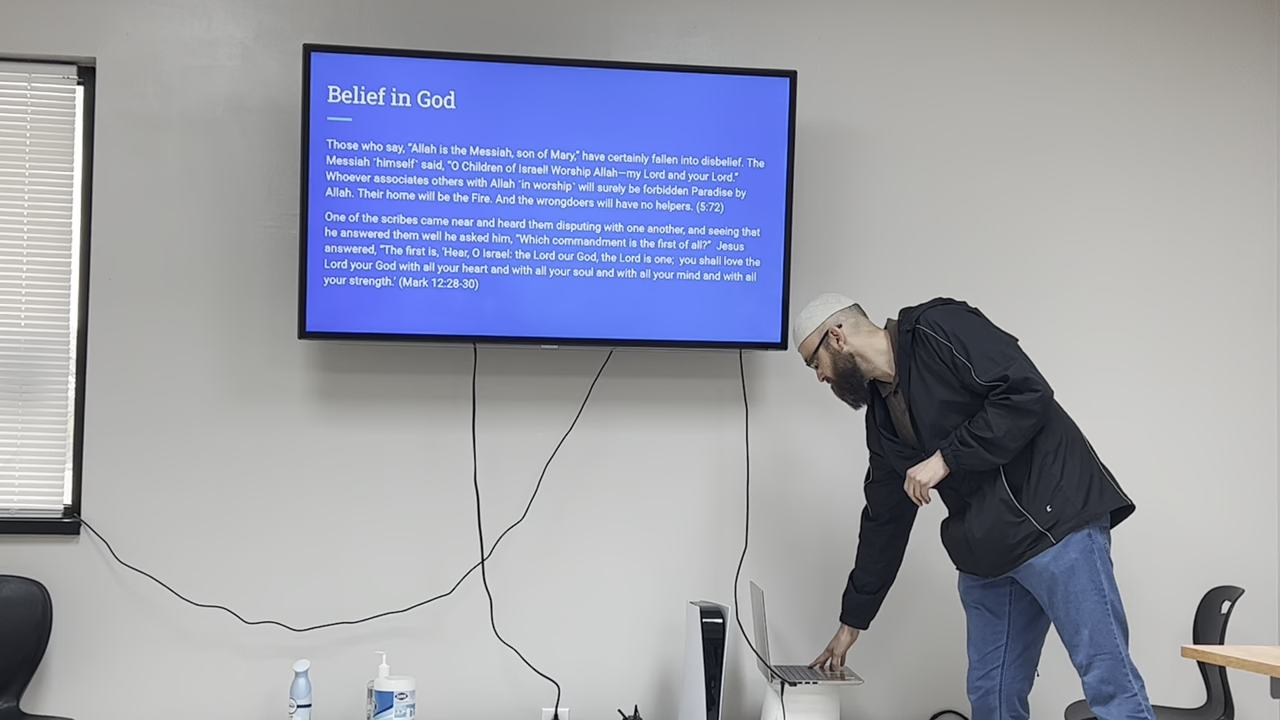 Belief in God
Those who say, "Allah is the Messiah, son of Mary," have certainly fallen into disbelief. The
Messiah ˹himself˺ said, "O Children of Israel! Worship Allah—my Lord and your Lord."
Whoever associates others with Allah ˹in worship˺ will surely be forbidden Paradise by
Allah. Their home will be the Fire. And the wrongdoers will have no helpers. (5:72)
One of the scribes came near and heard them disputing with one another, and seeing that
he answered them well he asked him, "Which commandment is the first of all?" Jesus
answered, "The first is, 'Hear, O Israel: the Lord our God, the Lord is one; you shall love the
Lord your God with all your heart and with all your soul and with all your mind and with all
your strength.' (Mark 12:28-30)